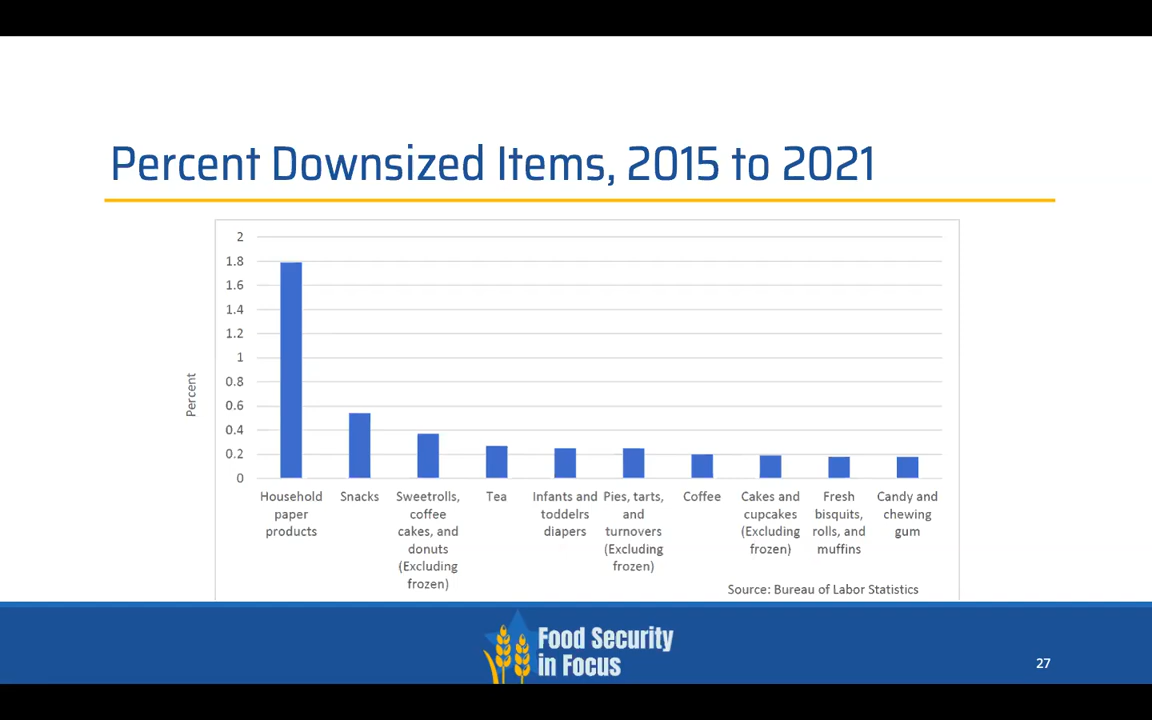 Percent Downsized Items, 2015 to 2021
2
1.8
1.6
1.4
1.2
1
0.8
0.6
0.4
0.2
0
Percent
Household
paper
products
Snacks
Sweetrolls,
coffee
cakes, and
donuts
(Excluding
frozen)
Tea
Infants and
toddelrs
diapers
Pies, tarts,
and
turnovers
(Excluding
frozen)
Coffee
Cakes and
cupcakes
(Excluding
frozen)
Fresh
bisquits,
rolls, and
muffins
Candy and
chewing
gum
Source: Bureau of Labor Statistics
Food Security
in Focus
27